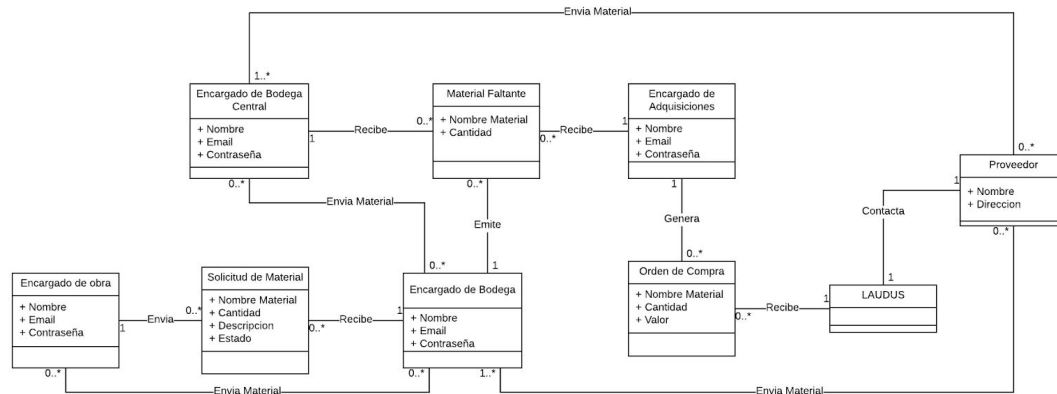 Envia Material
1..*
0..*
Encargado de Bodega
Central
+ Nombre
+ Email
+ Contraseña
1
Recibe
0..*
Material Faltante
+ Nombre Material
+ Cantidad
0..*
Recibe
1
Encargado de
Adquisiciones
+ Nombre
+ Email
+ Contraseña
0..*
Envia Material
0..*
0..*
Emite
1
1
Genera
0..*
Proveedor
+ Nombre
+ Direccion
1
Contacta
1
0..*
Encargado de obra
+ Nombre
+ Email
+ Contraseña
1
Envia
0..*
Solicitud de Material
+ Nombre Material
+ Cantidad
+ Descripcion
+ Estado
0..*
Recibe
1
Encargado de Bodega
+ Nombre
+ Email
+ Contraseña
Orden de Compra
+ Nombre Material
+ Cantidad
+ Valor
0..*
Recibe
1
LAUDUS
0..*
Envia Material
0..*
1..*
Envia Material